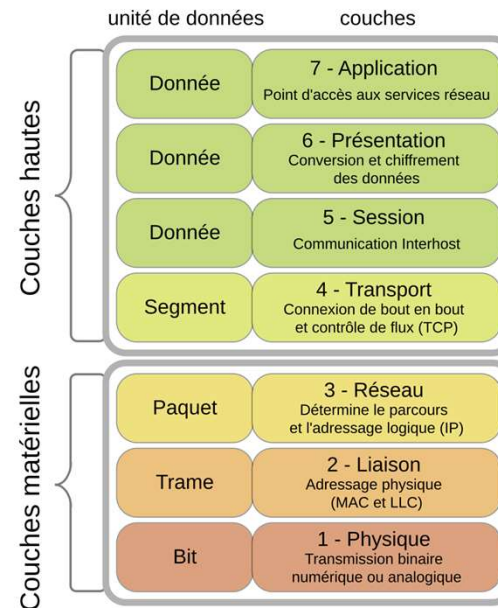 unité de données
couches
Couches hautes
Donnée
7 - Application
Point d'accès aux services réseau
Donnée
6 - Présentation
Conversion et chiffrement
des données
Donnée
5 - Session
Communication Interhost
Segment
4 - Transport
Connexion de bout en bout
et contrôle de flux (TCP)
Couches matérielles
Paquet
3 - Réseau
Détermine le parcours
et l'adressage logique (IP)
Trame
2 - Liaison
Adressage physique
(MAC et LLC)
Bit
1 - Physique
Transmission binaire
numérique ou analogique